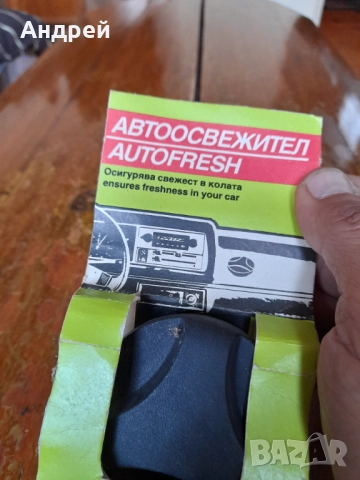 Андрей
АВТООСВЕЖИТЕЛ
AUTOFRESH
Осигурява свежест в колата
ensures freshness in your car
BAZAR